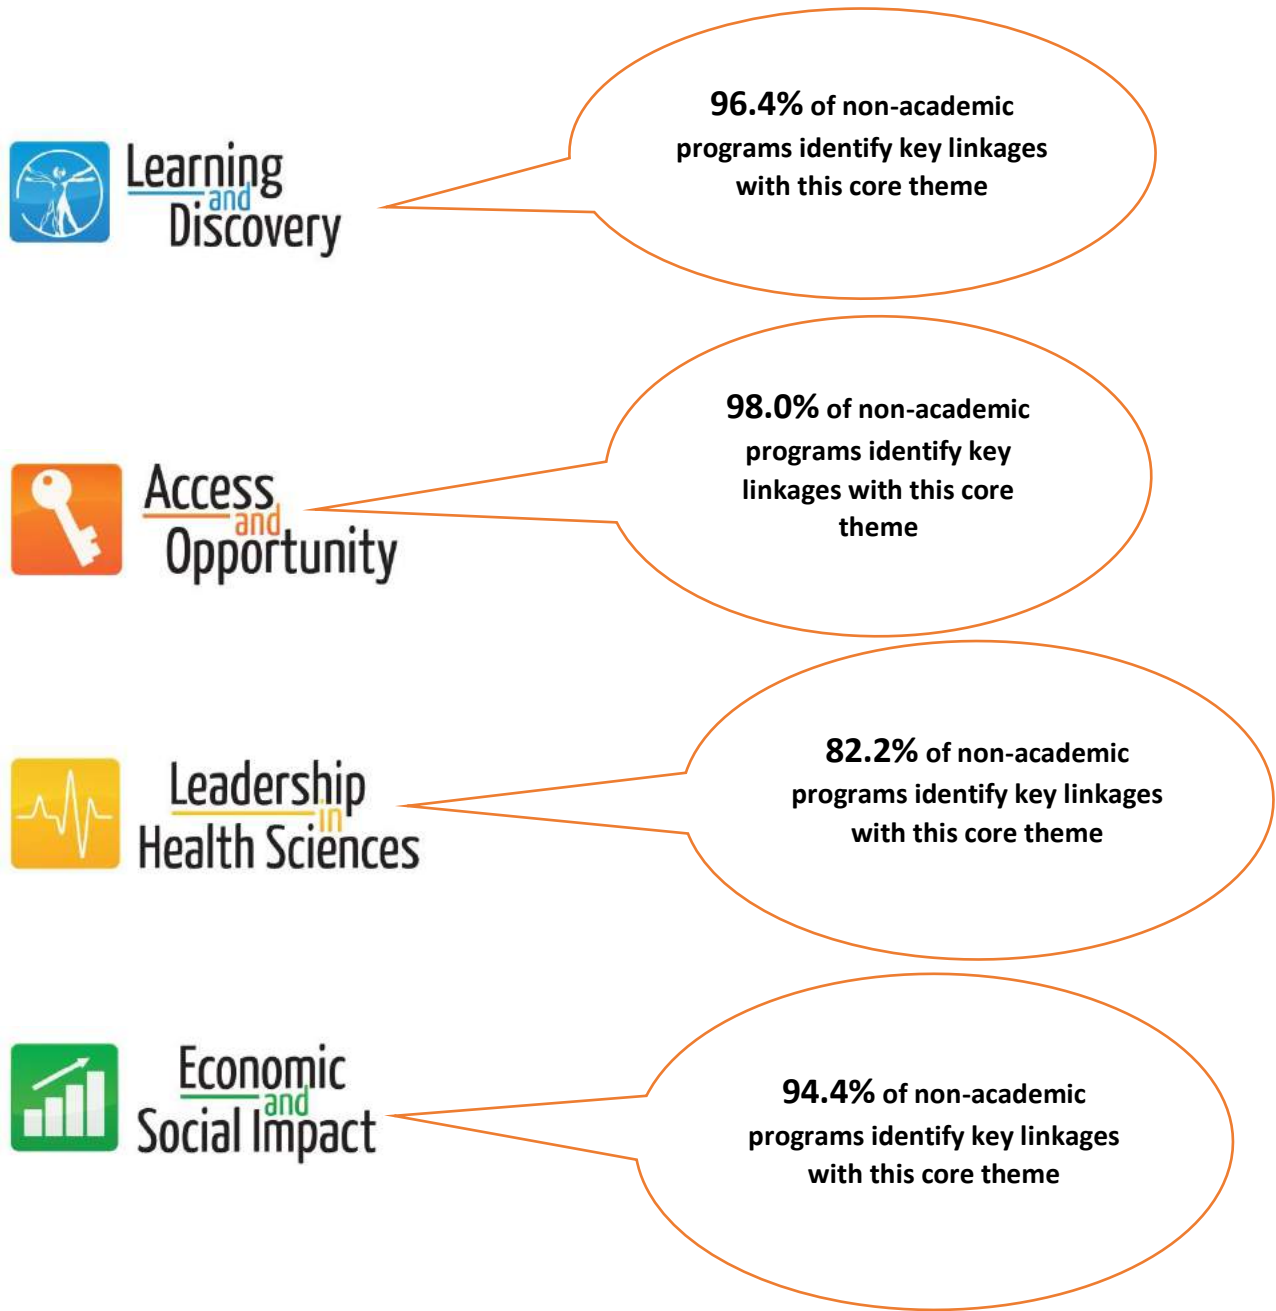 Learning
and
Discovery
96.4% of non-academic
programs identify key linkages
with this core theme
Access
and
Opportunity
98.0% of non-academic
programs identify key
linkages with this core
theme
Leadership
in
Health Sciences
82.2% of non-academic
programs identify key linkages
with this core theme
Economic
and
Social Impact
94.4% of non-academic
programs identify key linkages
with this core theme